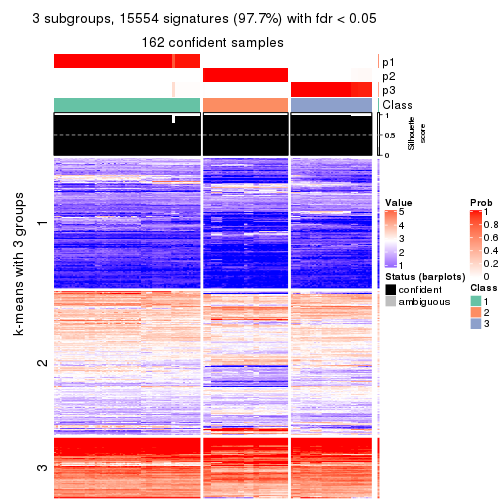 3 subgroups, 15554 signatures (97.7%) with fdr < 0.05
162 confident samples
p1
p2
p3
Class
1
0.5
0
Silhouette
score
k-means with 3 groups
1
2
3
Value
5
4
3
2
1
Status (barplots)
confident
ambiguous
Prob
1
0.8
0.6
0.4
0.2
0
Class
1
2
3